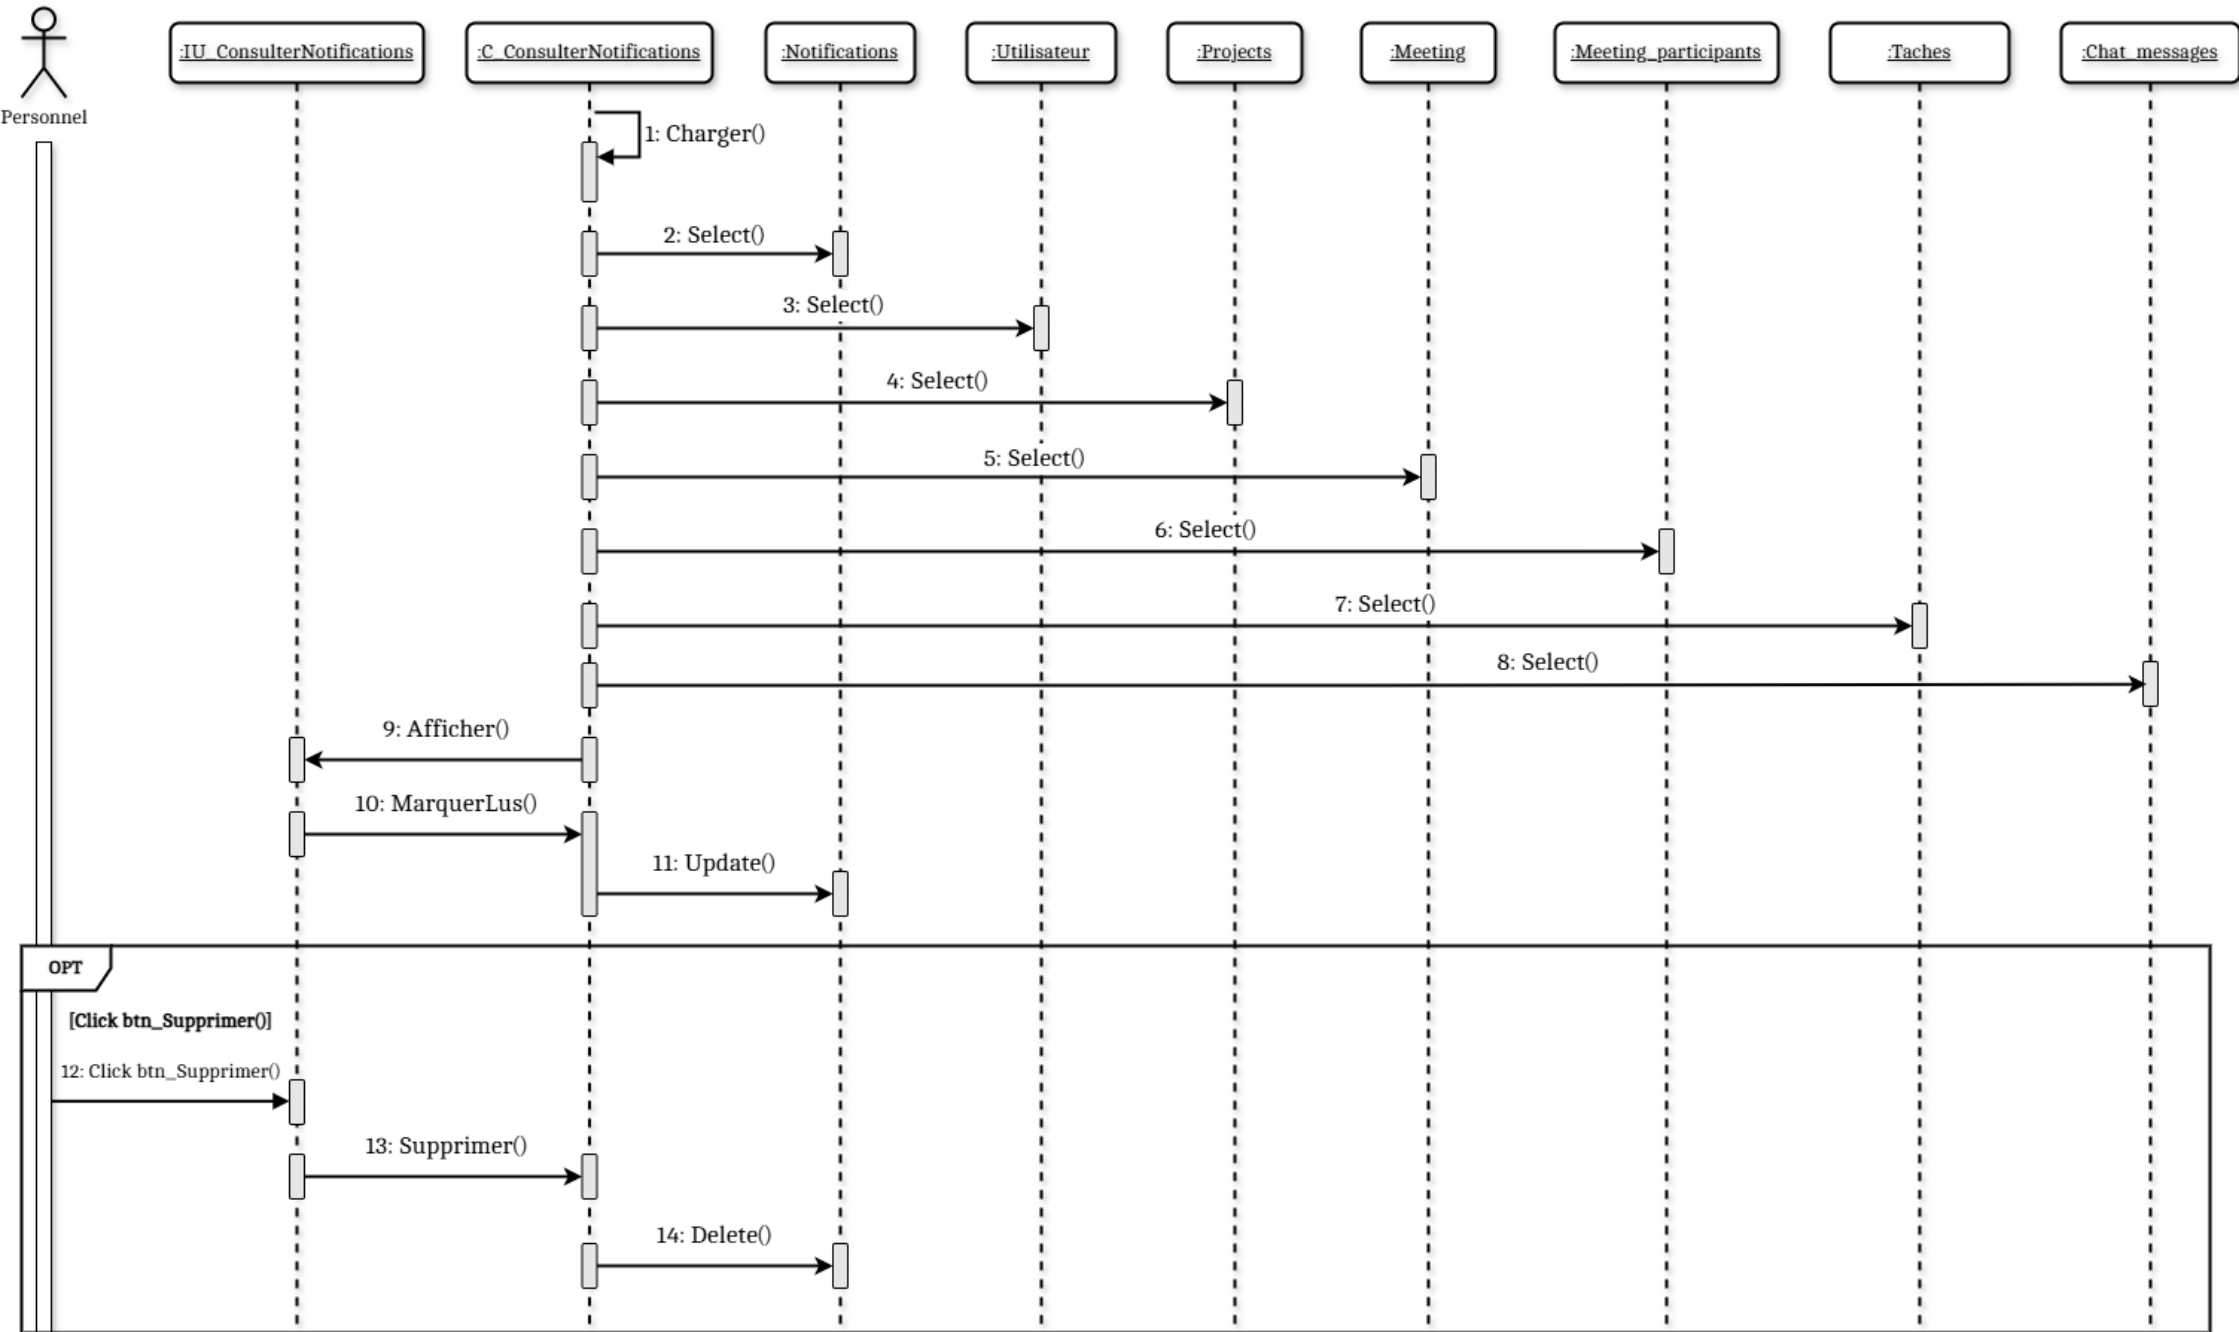 Personnel
:IU_ConsulterNotifications
:C_ConsulterNotifications
:Notifications
:Utilisateur
:Projects
:Meeting
:Meeting_participants
:Taches
:Chat_messages
1: Charger()
2: Select()
3: Select()
4: Select()
5: Select()
6: Select()
7: Select()
8: Select()
9: Afficher()
10: MarquerLus()
11: Update()
OPT
[Click btn_Supprimer()]
12: Click btn_Supprimer()
13: Supprimer()
14: Delete()